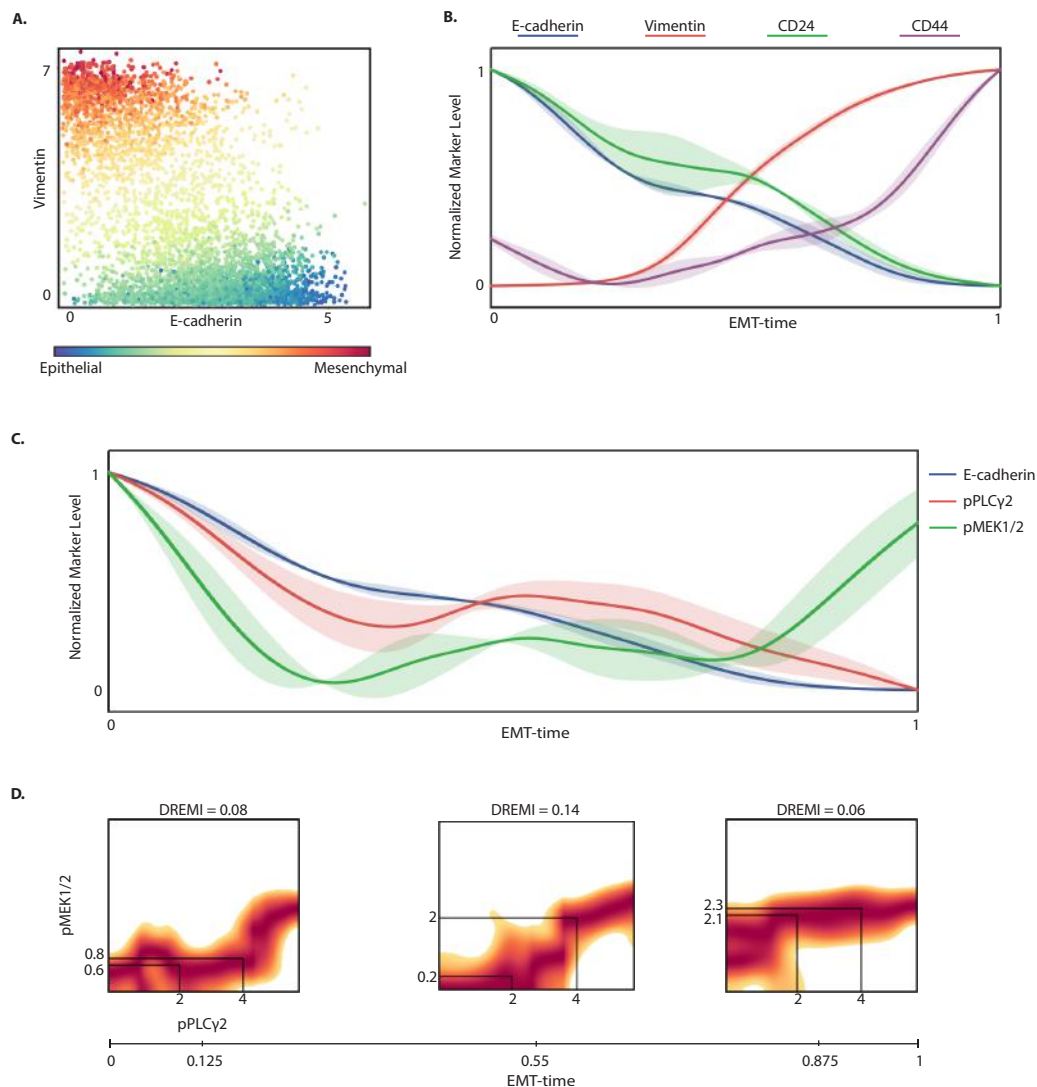 A.
7
Vimentin
0
0
E-cadherin
5
Epithelial
Mesenchymal
B.
E-cadherin Vimentin CD24 CD44
1
Normalized Marker Level
0
0
EMT-time
1
C.
1
Normalized Marker Level
0
0
EMT-time
1
E-cadherin
pPLCγ2
pMEK1/2
D.
DREMI = 0.08
pMEK1/2
0.8
0.6
2 4
pPLCγ2
DREMI = 0.14
2
0.2
2 4
DREMI = 0.06
2.3
2.1
2 4
0 0.125 0.55 0.875 1
EMT-time